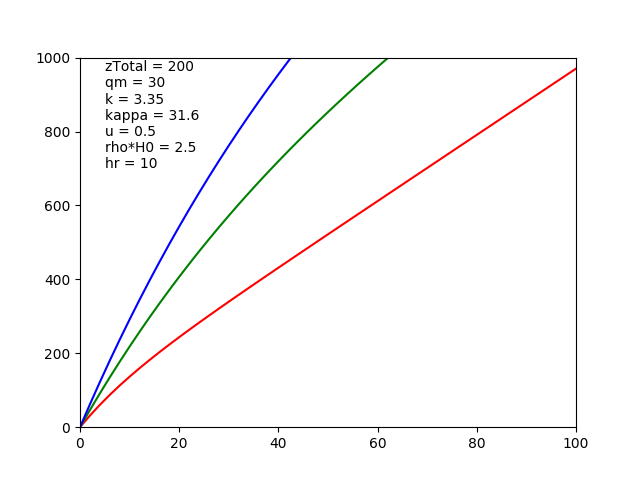 1000
800
600
400
200
0
zTotal = 200
qm = 30
k = 3.35
kappa = 31.6
u = 0.5
rho*H0 = 2.5
hr = 10
0 20 40 60 80 100